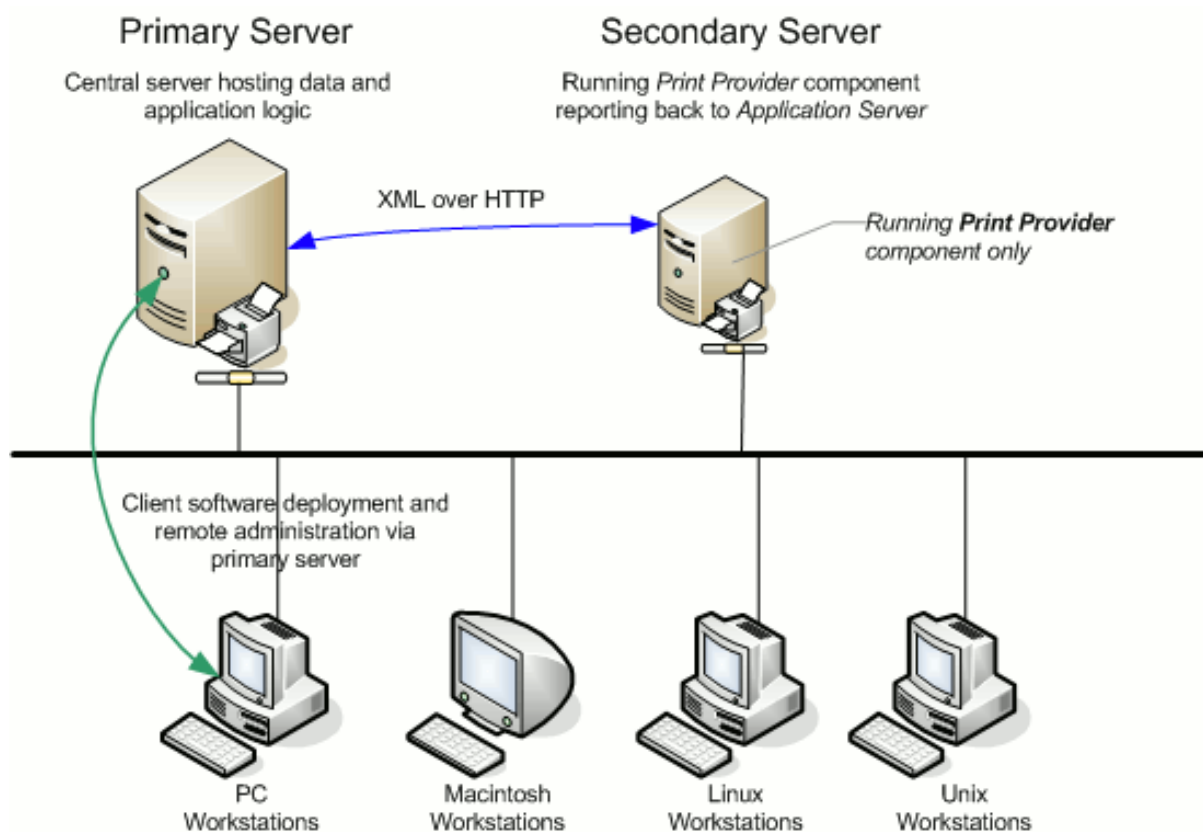 Primary Server
Central server hosting data and
application logic
Secondary Server
Running Print Provider component
reporting back to Application Server
XML over HTTP
Running Print Provider
component only
Client software deployment and
remote administration via
primary server
PC
Workstations
Macintosh
Workstations
Linux
Workstations
Unix
Workstations